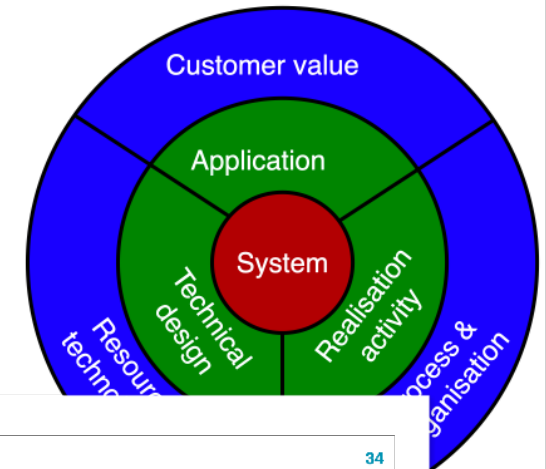 Customer value
Application
System
Technical
design
Realisation
activity
34